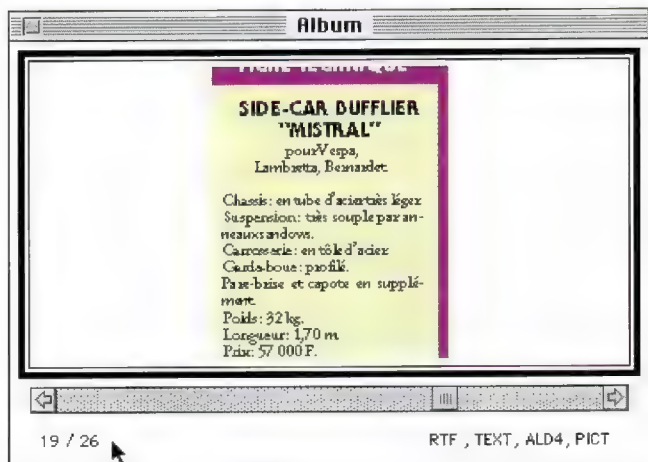 Album
FICHE TECHNIQUE
SIDE-CAR BUFFLIER
"MISTRAL"
pour Vespa,
Lambretta, Bernardet.
Chassis : en tube d'acier très léger.
Suspension : très souple par an-
neaux sandows.
Carrosserie : en tôle d'acier
Garde-boue : profilé.
Pare-brise et capote en supplé-
ment.
Poids : 32 kg.
Longueur : 1,70 m.
Prix : 57 000 F.
19 / 26
RTF , TEXT , ALD4, PICT